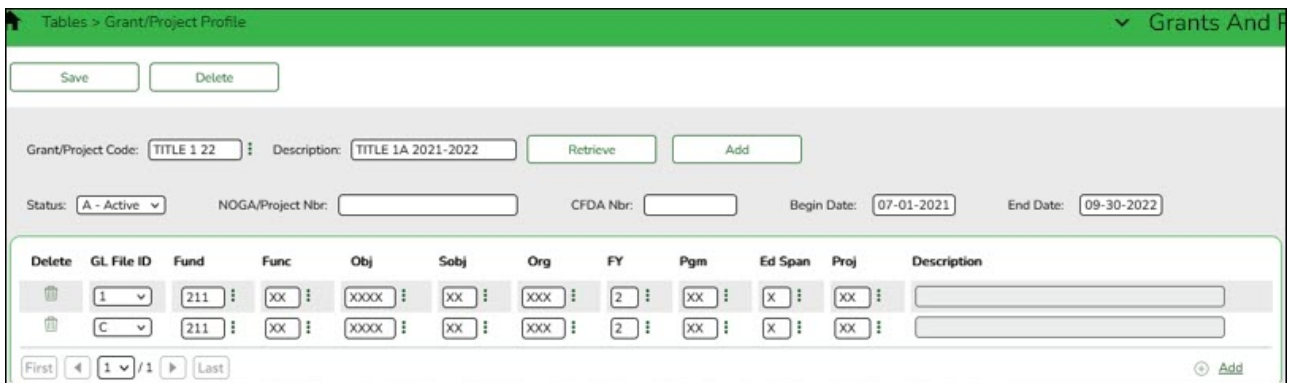 Tables > Grant/Project Profile Grants And P
Save Delete
Grant/Project Code: TITLE 1 22 Description: TITLE 1A 2021-2022 Retrieve Add
Status: A - Active NOGA/Project Nbr: CFDA Nbr: Begin Date: 07-01-2021 End Date: 09-30-2022
Delete GL File ID Fund Func Obj Sobj Org FY Pgm Ed Span Proj Description
1 211 XX XXXX XX XXX 2 XX X XX
C 211 XX XXXX XX XXX 2 XX X XX
First 1 / 1 Last Add